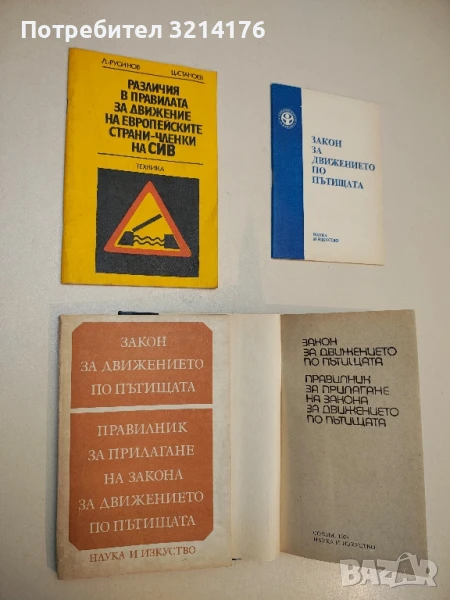 Потребител #3214176
Л. РУСИНОВ Ц. СТАНОЕВ
РАЗЛИЧИЯ
В ПРАВИЛАТА
ЗА ДВИЖЕНИЕ
НА ЕВРОПЕЙСКИТЕ
СТРАНИ-ЧЛЕНКИ
НА СИВ
ТЕХНИКА
ЗАКОН
ЗА
ДВИЖЕНИЕТО
ПО
ПЪТИЩАТА
НАУКА
И ИЗКУСТВО
ЗАКОН
ЗА ДВИЖЕНИЕТО
ПО ПЪТИЩАТА
ПРАВИЛНИК
ЗА ПРИЛАГАНЕ
НА ЗАКОНА
ЗА ДВИЖЕНИЕТО
ПО ПЪТИЩАТА
НАУКА И ИЗКУСТВО
ЗАКОН
ЗА ДВИЖЕНИЕТО
ПО ПЪТИЩАТА
ПРАВИЛНИК
ЗА ПРИЛАГАНЕ
НА ЗАКОНА
ЗА ДВИЖЕНИЕТО
ПО ПЪТИЩАТА
СОФИЯ,
НАУКА И ИЗКУСТВО
BAZAR